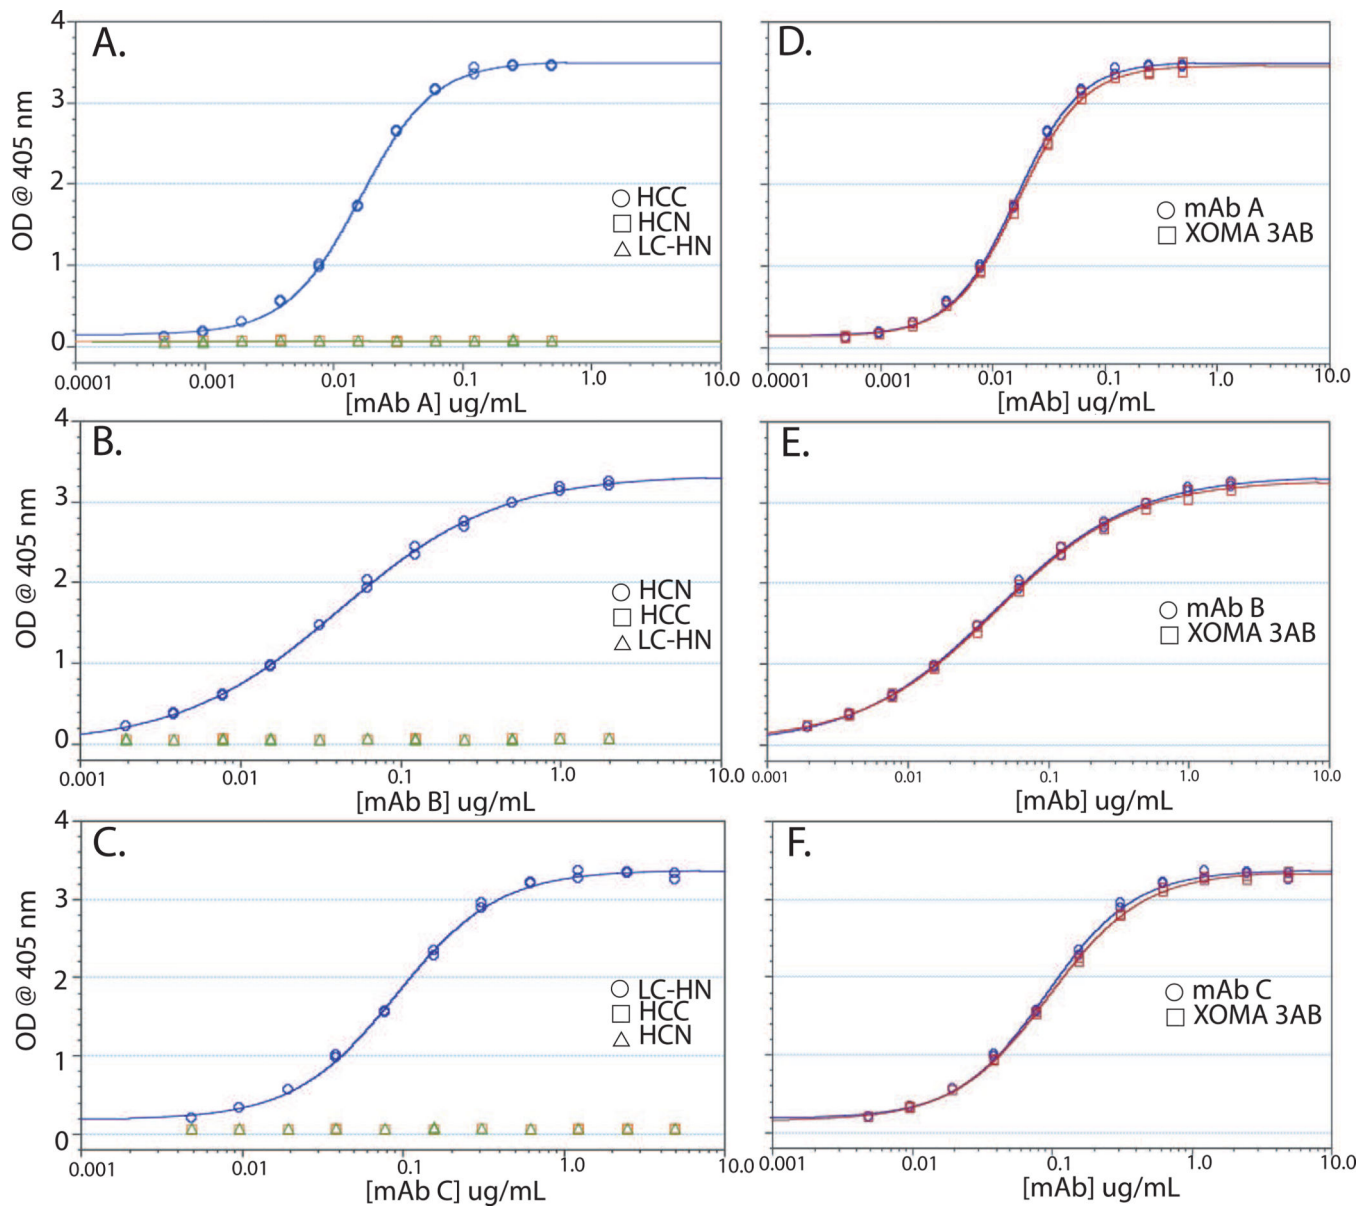 A.
4
3
2
1
0
OD @ 405 nm
HCC
HCN
LC-HN
0.0001 0.001 0.01 0.1 1.0 10.0
[mAb A] ug/mL
D.
mAb A
XOMA 3AB
0.0001 0.001 0.01 0.1 1.0 10.0
[mAb] ug/mL
B.
4
3
2
1
0
OD @ 405 nm
HCN
HCC
LC-HN
0.001 0.01 0.1 1.0 10.0
[mAb B] ug/mL
E.
mAb B
XOMA 3AB
0.001 0.01 0.1 1.0 10.0
[mAb] ug/mL
C.
4
3
2
1
0
OD @ 405 nm
LC-HN
HCC
HCN
0.001 0.01 0.1 1.0 10.0
[mAb C] ug/mL
F.
mAb C
XOMA 3AB
0.001 0.01 0.1 1.0 10.0
[mAb] ug/mL